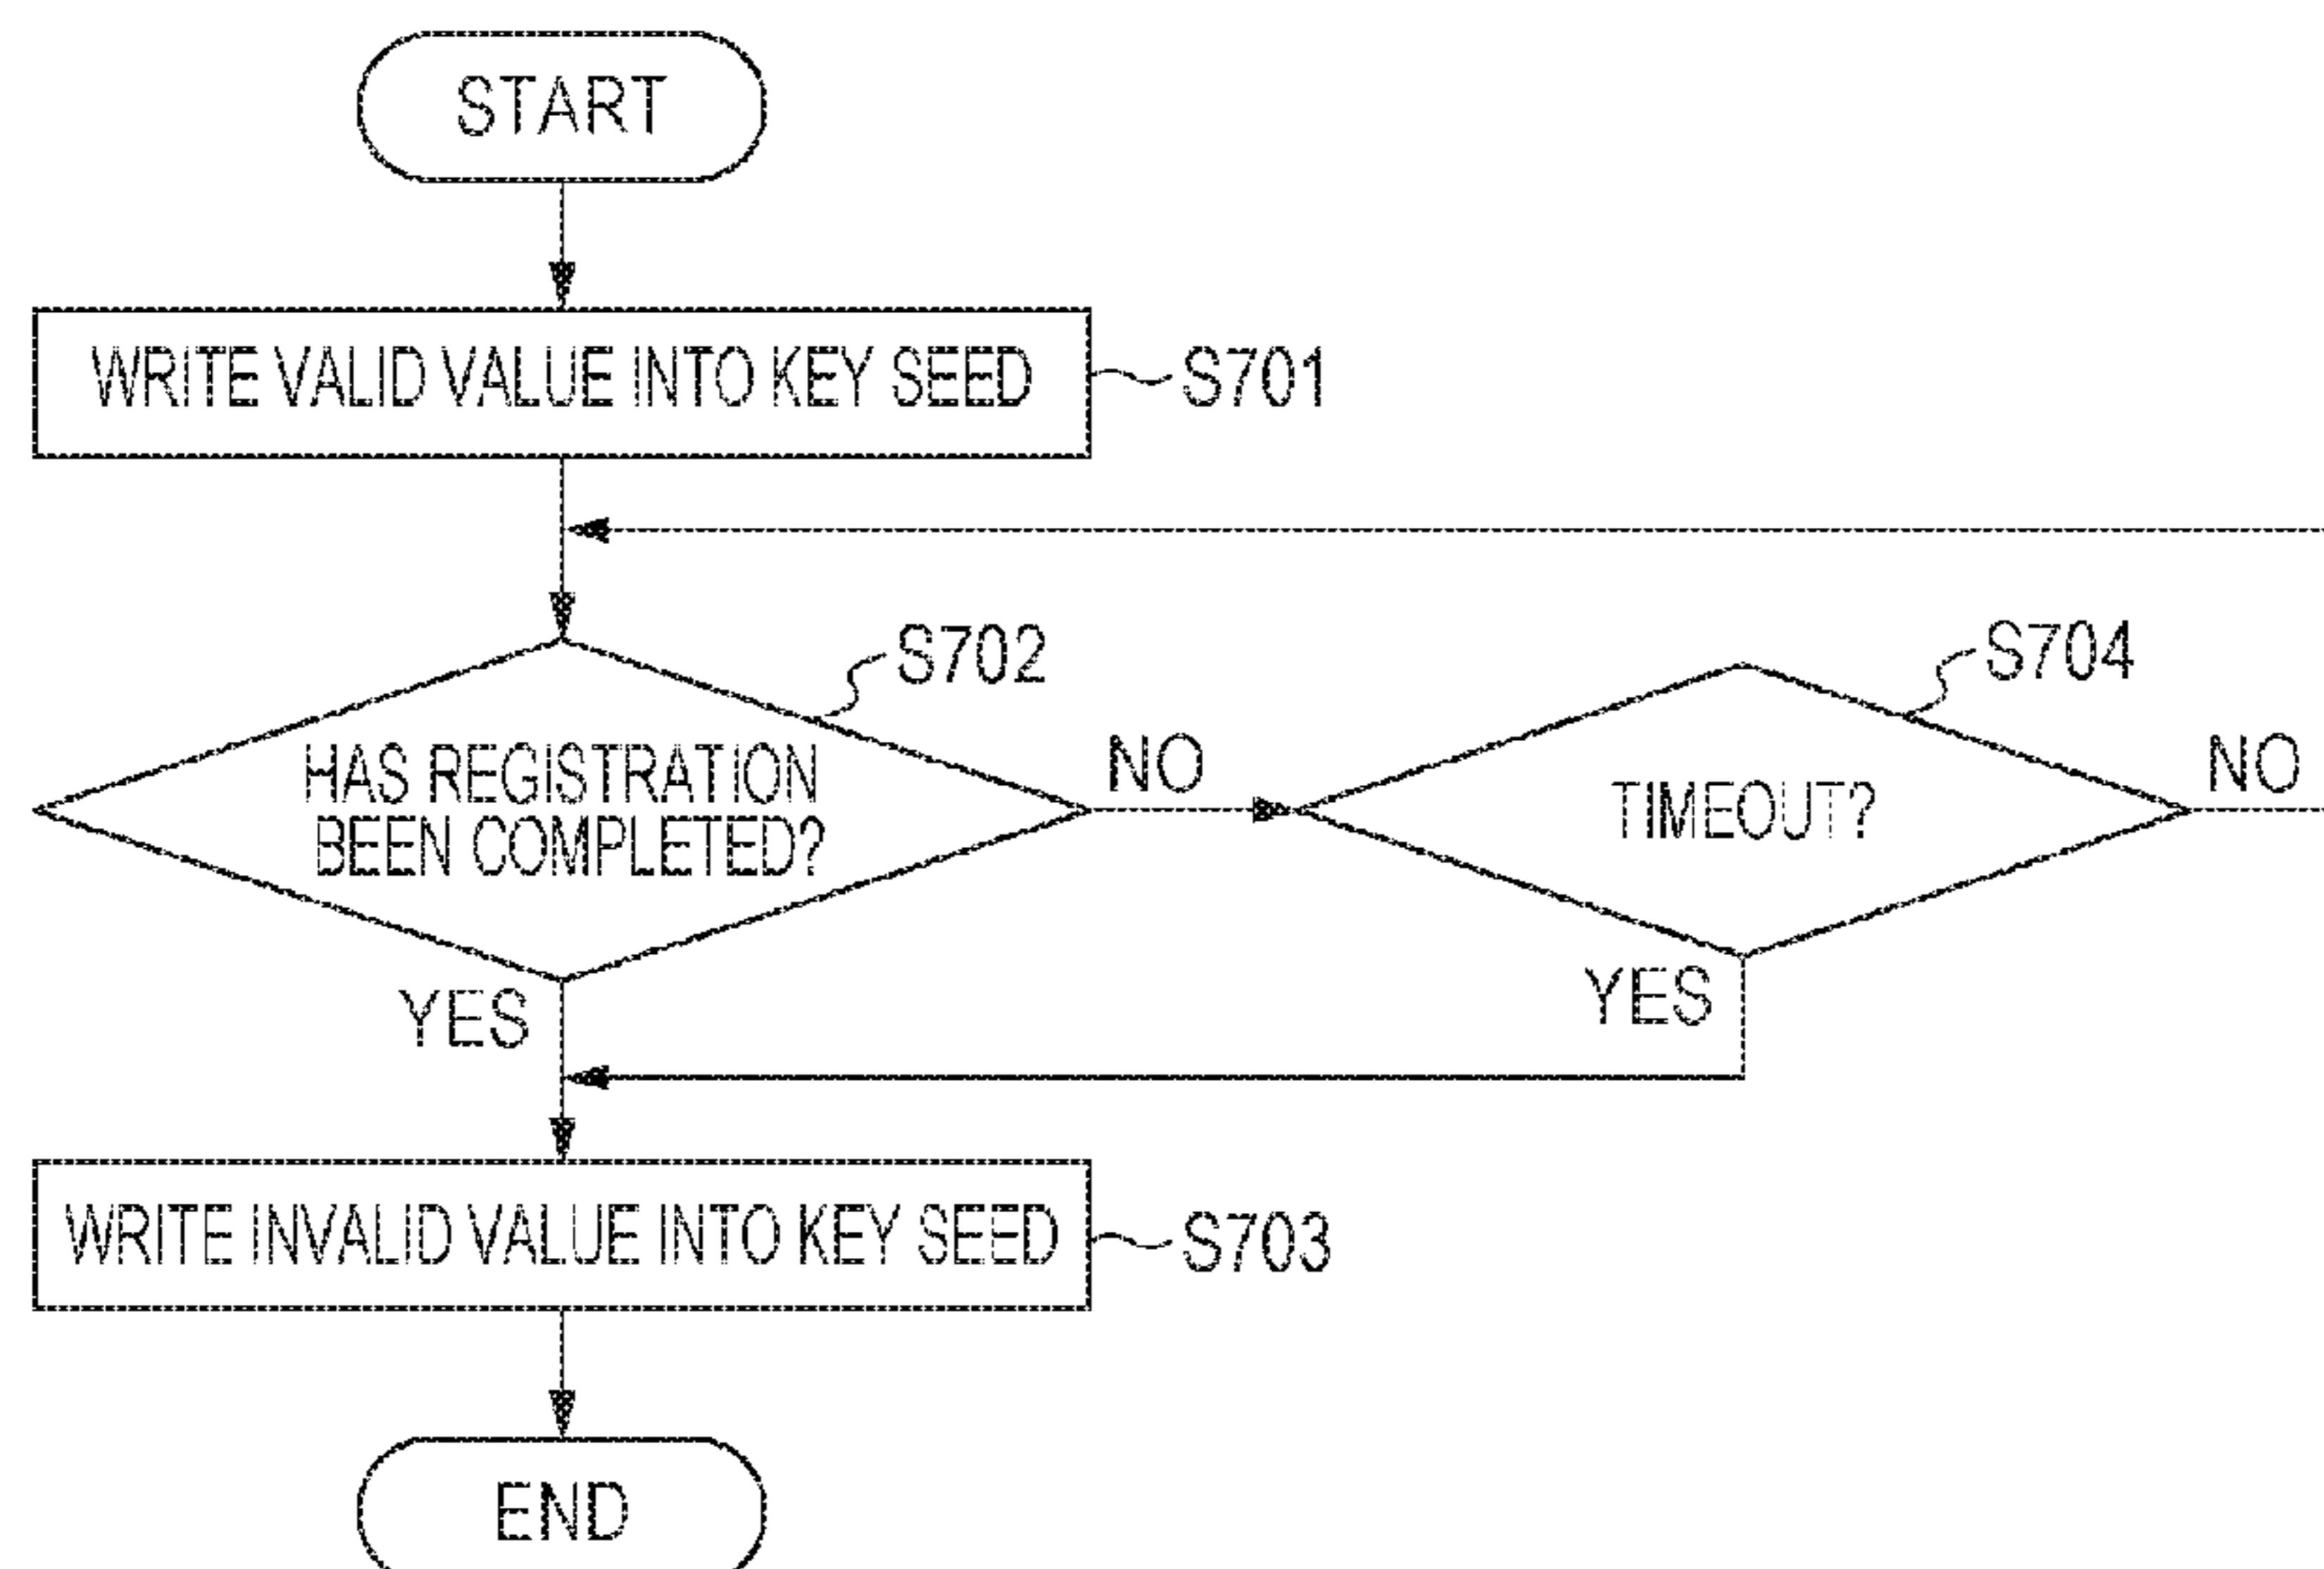 START
WRITE VALID VALUE INTO KEY SEED
S701
S702
S704
HAS REGISTRATION
BEEN COMPLETED?
NO
TIMEOUT?
NO
YES
YES
WRITE INVALID VALUE INTO KEY SEED
S703
END